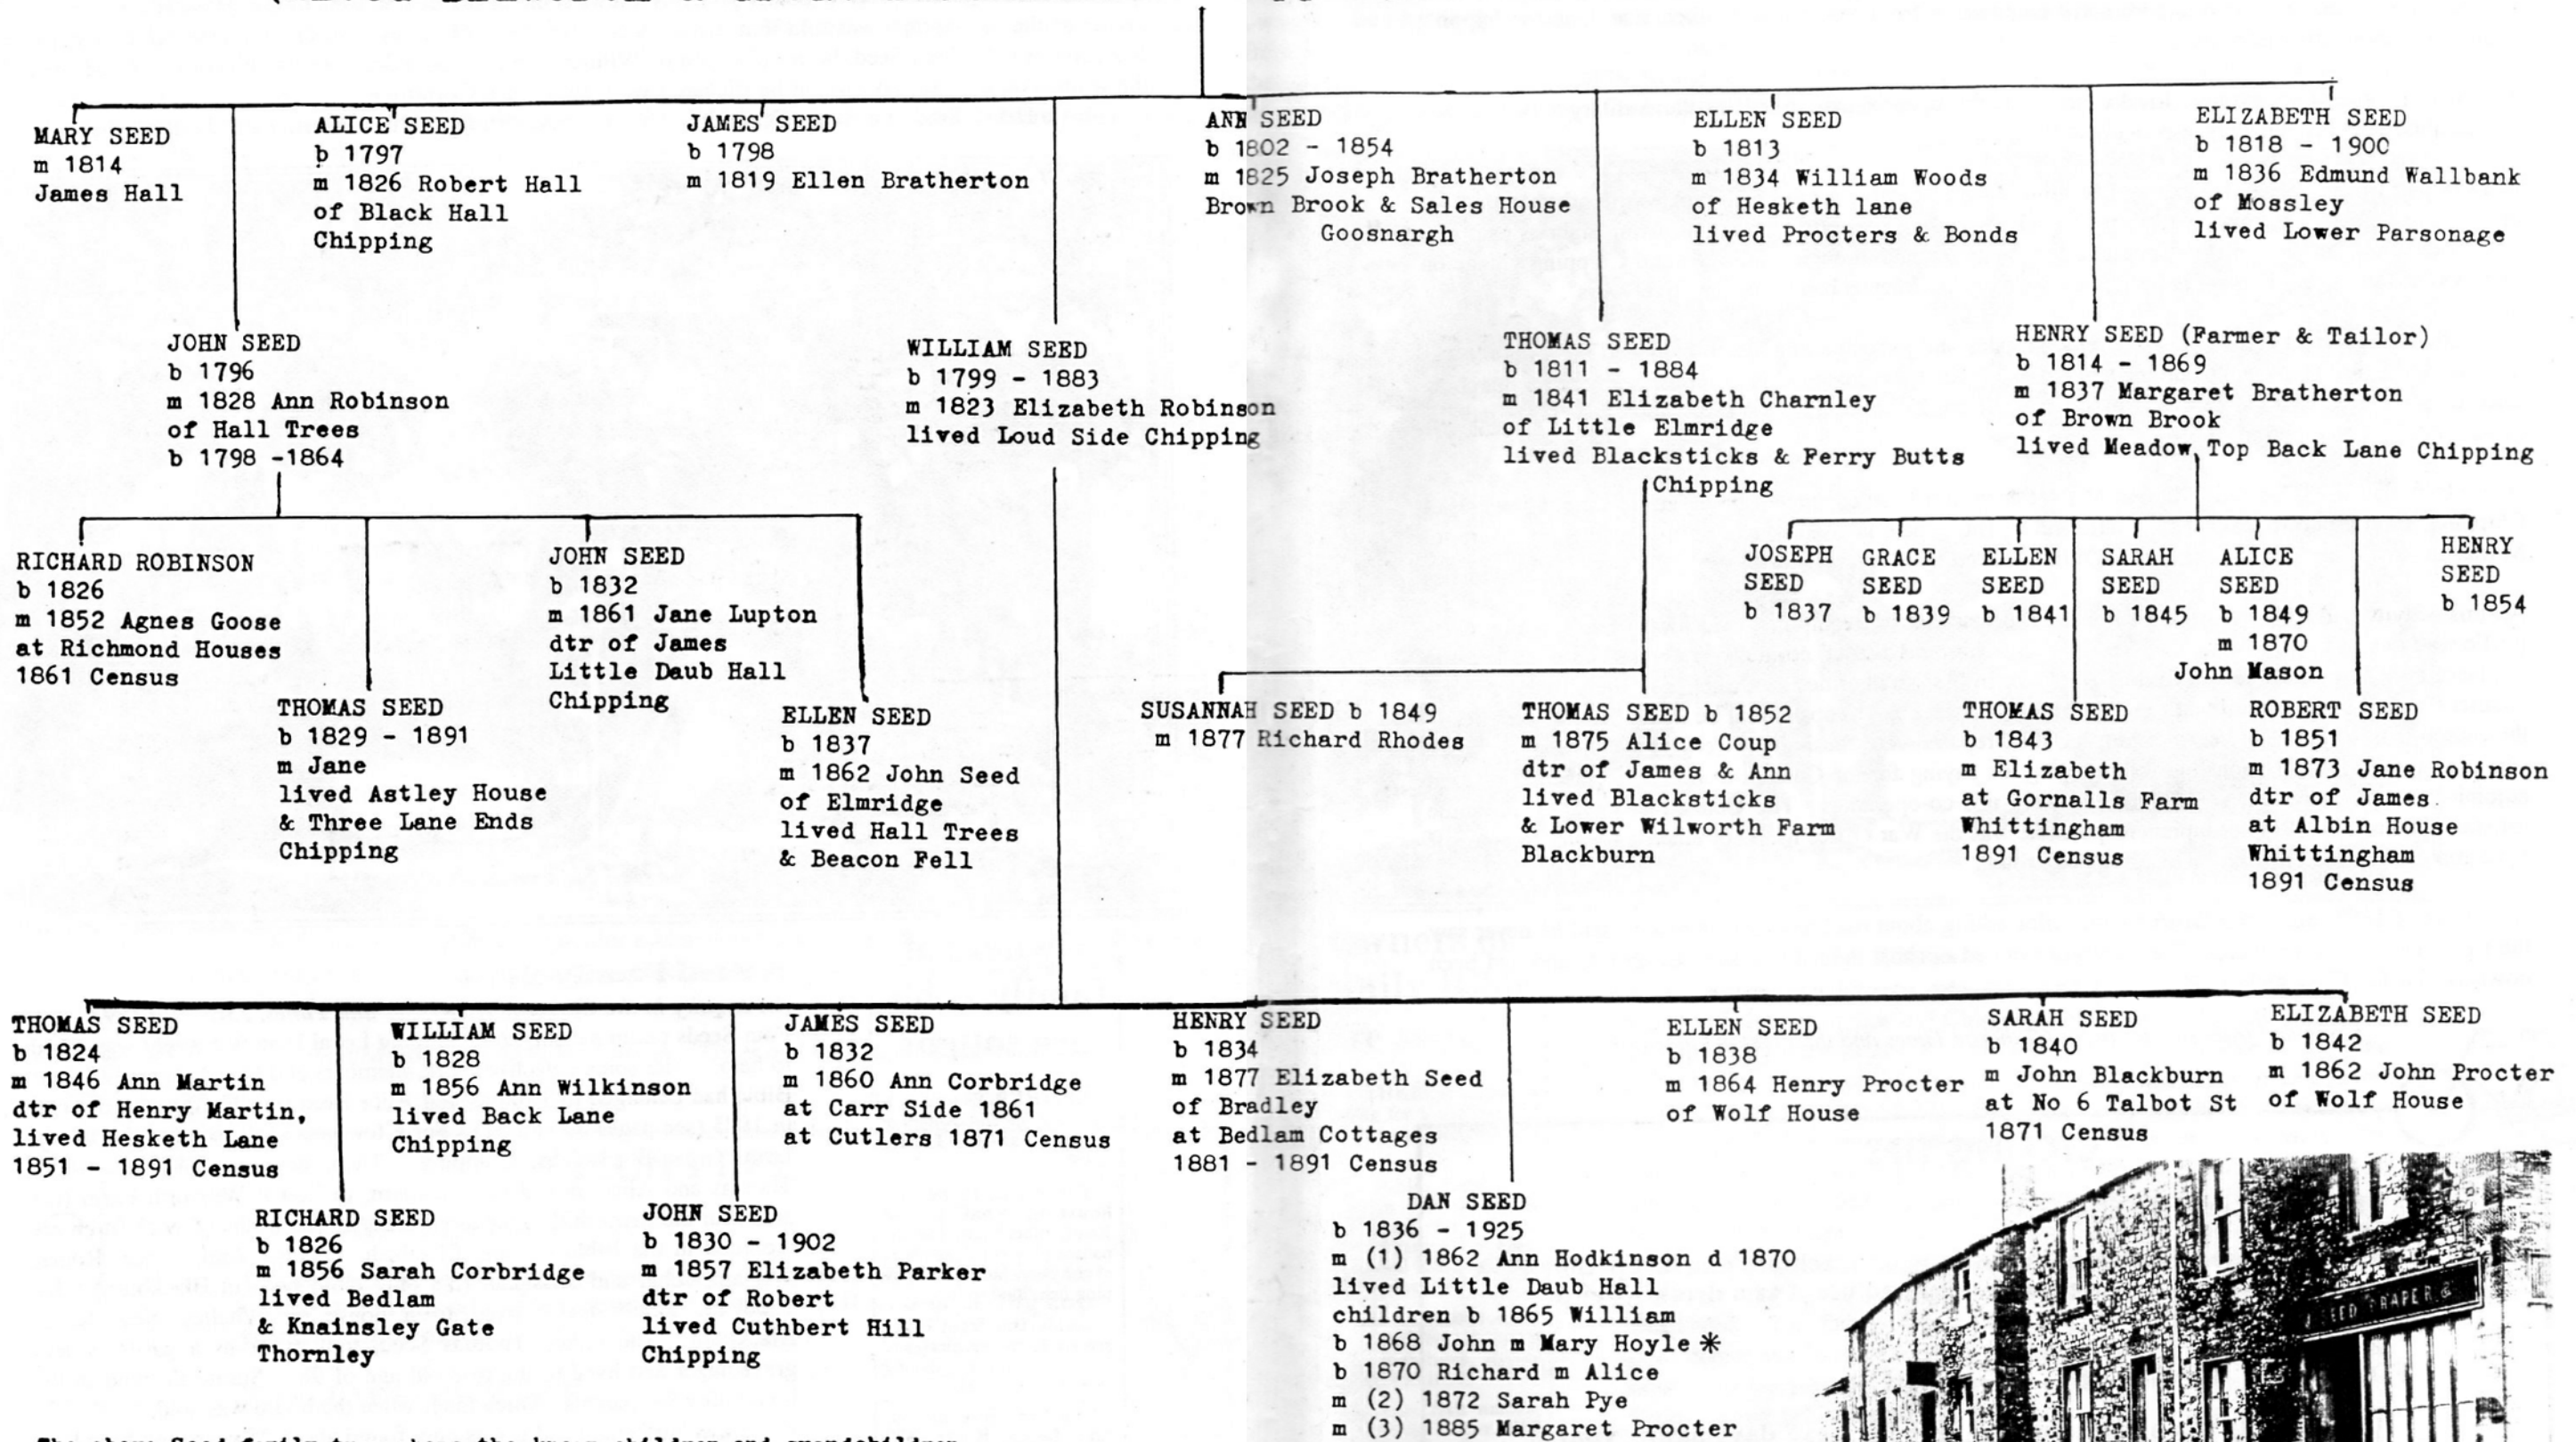 MARY SEED
m 1814
James Hall
ALICE SEED
b 1797
m 1826 Robert Hall
of Black Hall
Chipping
JAMES SEED
b 1798
m 1819 Ellen Bratherton
ANN SEED
b 1802 - 1854
m 1825 Joseph Bratherton
Brown Brook & Sales House
Goosnargh
ELLEN SEED
b 1813
m 1834 William Woods
of Hesketh lane
lived Procters & Bonds
ELIZABETH SEED
b 1818 - 1900
m 1836 Edmund Wallbank
of Mossley
lived Lower Parsonage
JOHN SEED
b 1796
m 1828 Ann Robinson
of Hall Trees
b 1798 -1864
WILLIAM SEED
b 1799 - 1883
m 1823 Elizabeth Robinson
lived Loud Side Chipping
THOMAS SEED
b 1811 - 1884
m 1841 Elizabeth Charnley
of Little Elmridge
lived Blacksticks & Ferry Butts
Chipping
HENRY SEED (Farmer & Tailor)
b 1814 - 1869
m 1837 Margaret Bratherton
of Brown Brook
lived Meadow Top Back Lane Chipping
RICHARD ROBINSON
b 1826
m 1852 Agnes Goose
at Richmond Houses
1861 Census
THOMAS SEED
b 1829 - 1891
m Jane
lived Astley House
& Three Lane Ends
Chipping
JOHN SEED
b 1832
m 1861 Jane Lupton
dtr of James
Little Daub Hall
Chipping
ELLEN SEED
b 1837
m 1862 John Seed
of Elmridge
lived Hall Trees
& Beacon Fell
SUSANNAH SEED b 1849
m 1877 Richard Rhodes
THOMAS SEED b 1852
m 1875 Alice Coup
dtr of James & Ann
lived Blacksticks
& Lower Wilworth Farm
Blackburn
JOSEPH
SEED
b 1837
GRACE
SEED
b 1839
ELLEN
SEED
b 1841
SARAH
SEED
b 1845
ALICE
SEED
b 1849
m 1870
John Mason
HENRY
SEED
b 1854
THOMAS SEED
b 1843
m Elizabeth
at Gornalls Farm
Whittingham
1891 Census
ROBERT SEED
b 1851
m 1873 Jane Robinson
dtr of James
at Albin House
Whittingham
1891 Census
THOMAS SEED
b 1824
m 1846 Ann Martin
dtr of Henry Martin.
lived Hesketh Lane
1851 - 1891 Census
WILLIAM SEED
b 1828
m 1856 Ann Wilkinson
lived Back Lane
Chipping
JAMES SEED
b 1832
m 1860 Ann Corbridge
at Carr Side 1861
at Cutlers 1871 Census
HENRY SEED
b 1834
m 1877 Elizabeth Seed
of Bradley
at Bedlam Cottages
1881 - 1891 Census
ELLEN SEED
b 1838
m 1864 Henry Procter
of Wolf House
SARAH SEED
b 1840
m John Blackburn
at No 6 Talbot St
1871 Census
ELIZABETH SEED
b 1842
m 1862 John Procter
of Wolf House
RICHARD SEED
b 1826
m 1856 Sarah Corbridge
lived Bedlam
& Knainsley Gate
Thornley
JOHN SEED
b 1830 - 1902
m 1857 Elizabeth Parker
dtr of Robert
lived Cuthbert Hill
Chipping
DAN SEED
b 1836 - 1925
m (1) 1862 Ann Hodkinson d 1870
lived Little Daub Hall
children b 1865 William
b 1868 John m Mary Hoyle *
b 1870 Richard m Alice
m (2) 1872 Sarah Pye
m (3) 1885 Margaret Procter
SEED DRAPER &